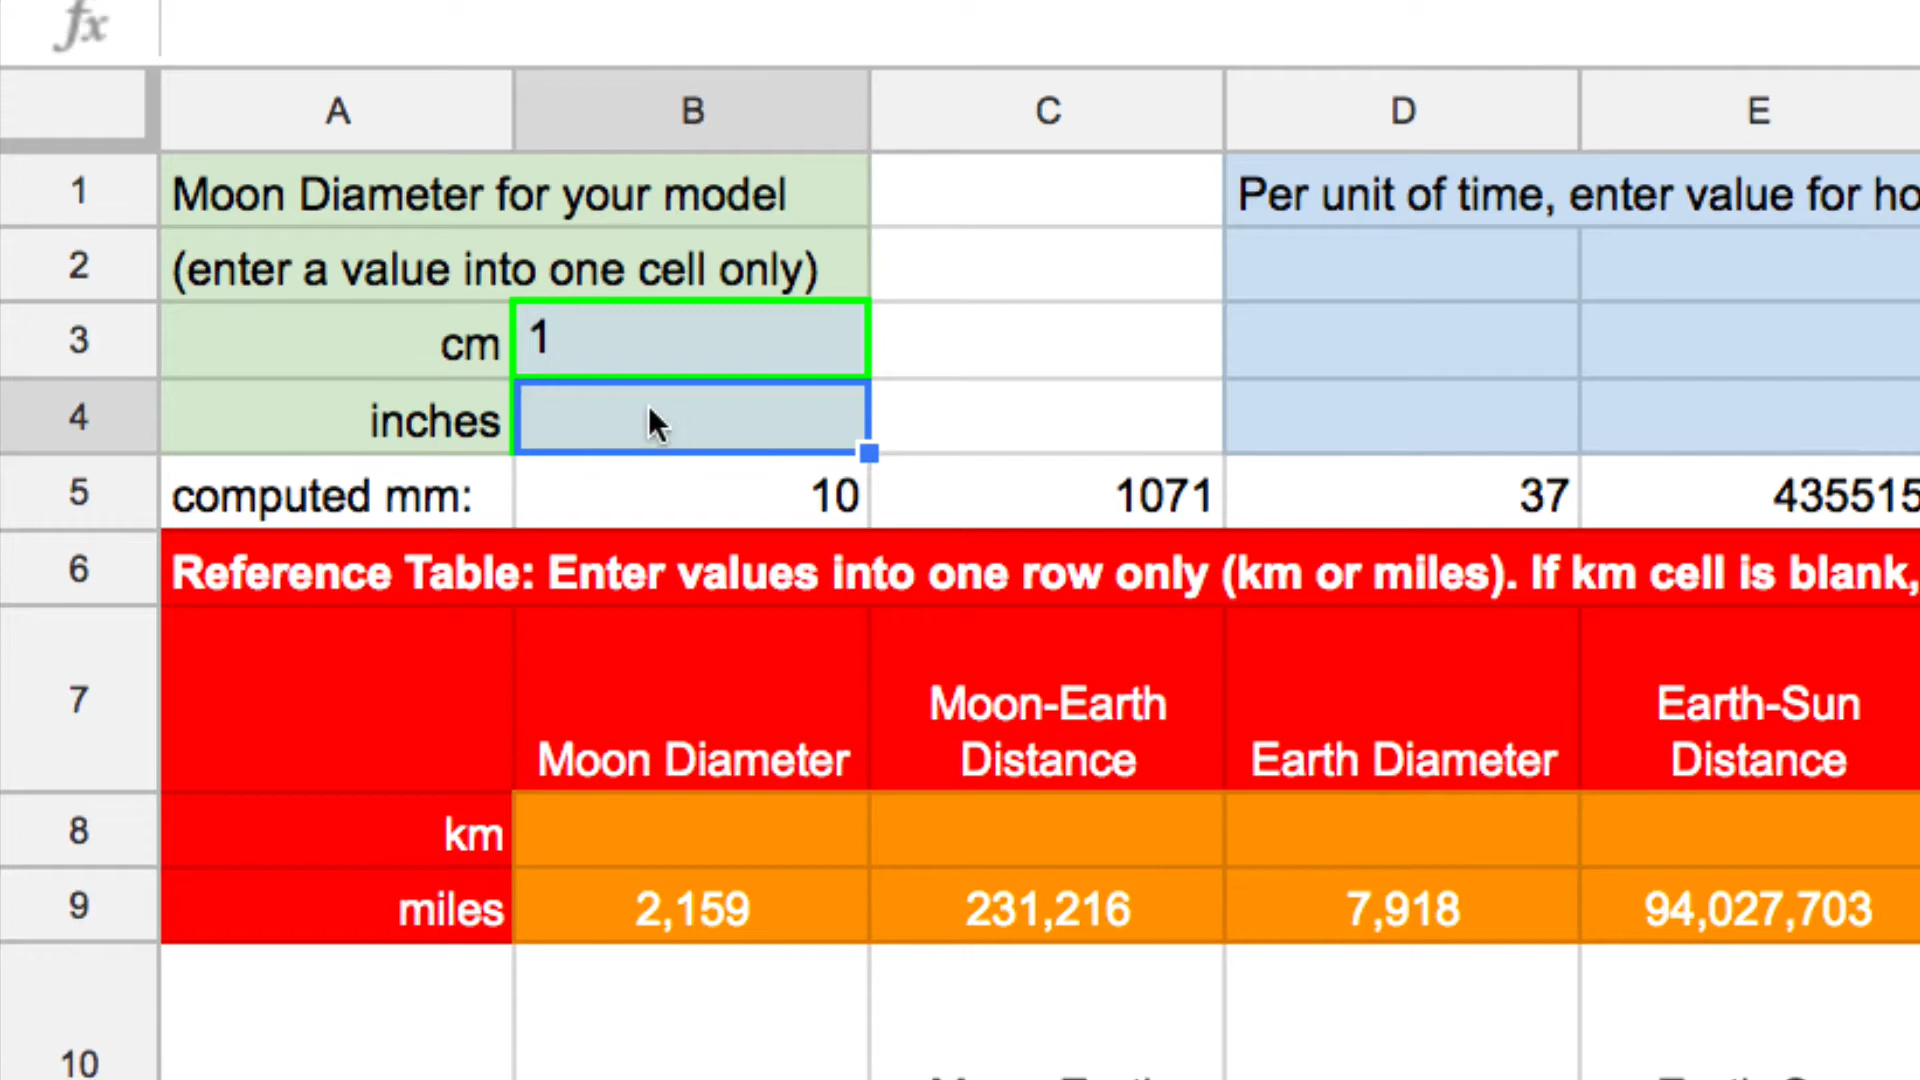 fx
A B C D E
1 Moon Diameter for your model Per unit of time, enter value for ho
2 (enter a value into one cell only)
3 cm 1
4 inches
5 computed mm: 10 1071 37 435515
6 Reference Table: Enter values into one row only (km or miles). If km cell is blank,
7 Moon Diameter Moon-Earth Distance Earth Diameter Earth-Sun Distance
8 km
9 miles 2,159 231,216 7,918 94,027,703
10